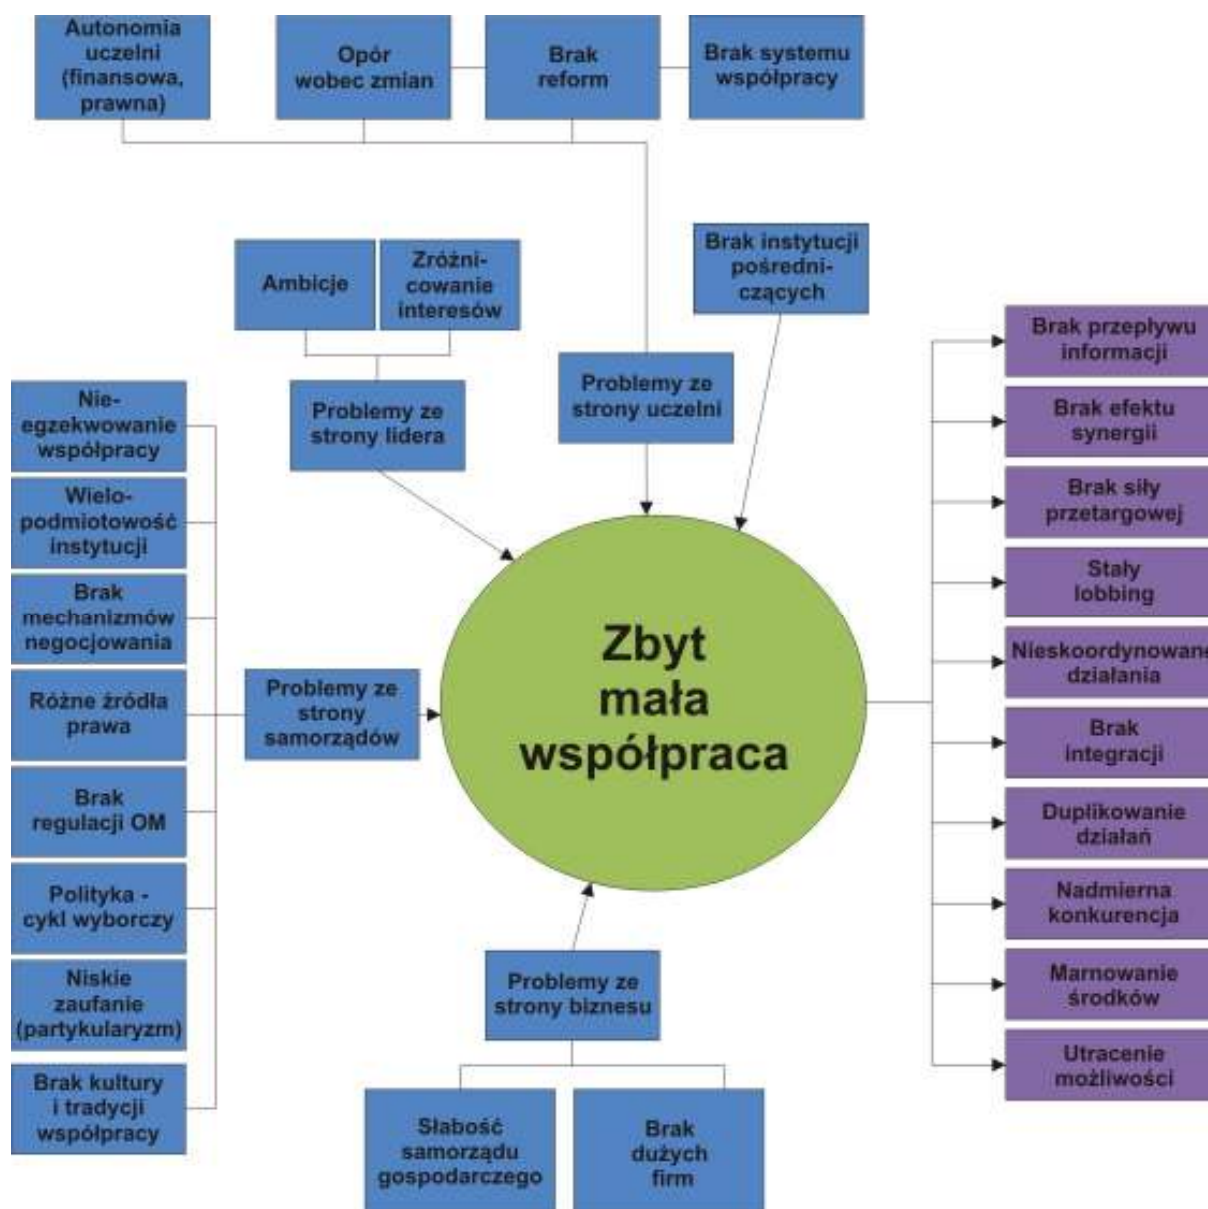 Autonomia
uczelni
(finansowa,
prawna)
Opór
wobec zmian
Brak
reform
Brak systemu
współpracy
Ambicje
Zróżni-
cowanie
interesów
Brak instytucji
pośredni-
czących
Problemy ze
strony lidera
Problemy ze
strony uczelni
Nie-
egzekwowanie
współpracy
Wielo-
podmiotowość
instytucji
Brak
mechanizmów
negocjowania
Różne źródła
prawa
Brak
regulacji OM
Polityka -
cykl wyborczy
Niskie
zaufanie
(partykularyzm)
Brak kultury
i tradycji
współpracy
Problemy ze
strony
samorządów
Zbyt
mała
współpraca
Problemy ze
strony biznesu
Słabość
samorządu
gospodarczego
Brak
dużych
firm
Brak przepływu
informacji
Brak efektu
synergii
Brak siły
przetargowej
Stały
lobbing
Nieskoordynowane
działania
Brak
integracji
Duplikowanie
działań
Nadmierna
konkurencja
Marnowanie
środków
Utracenie
możliwości